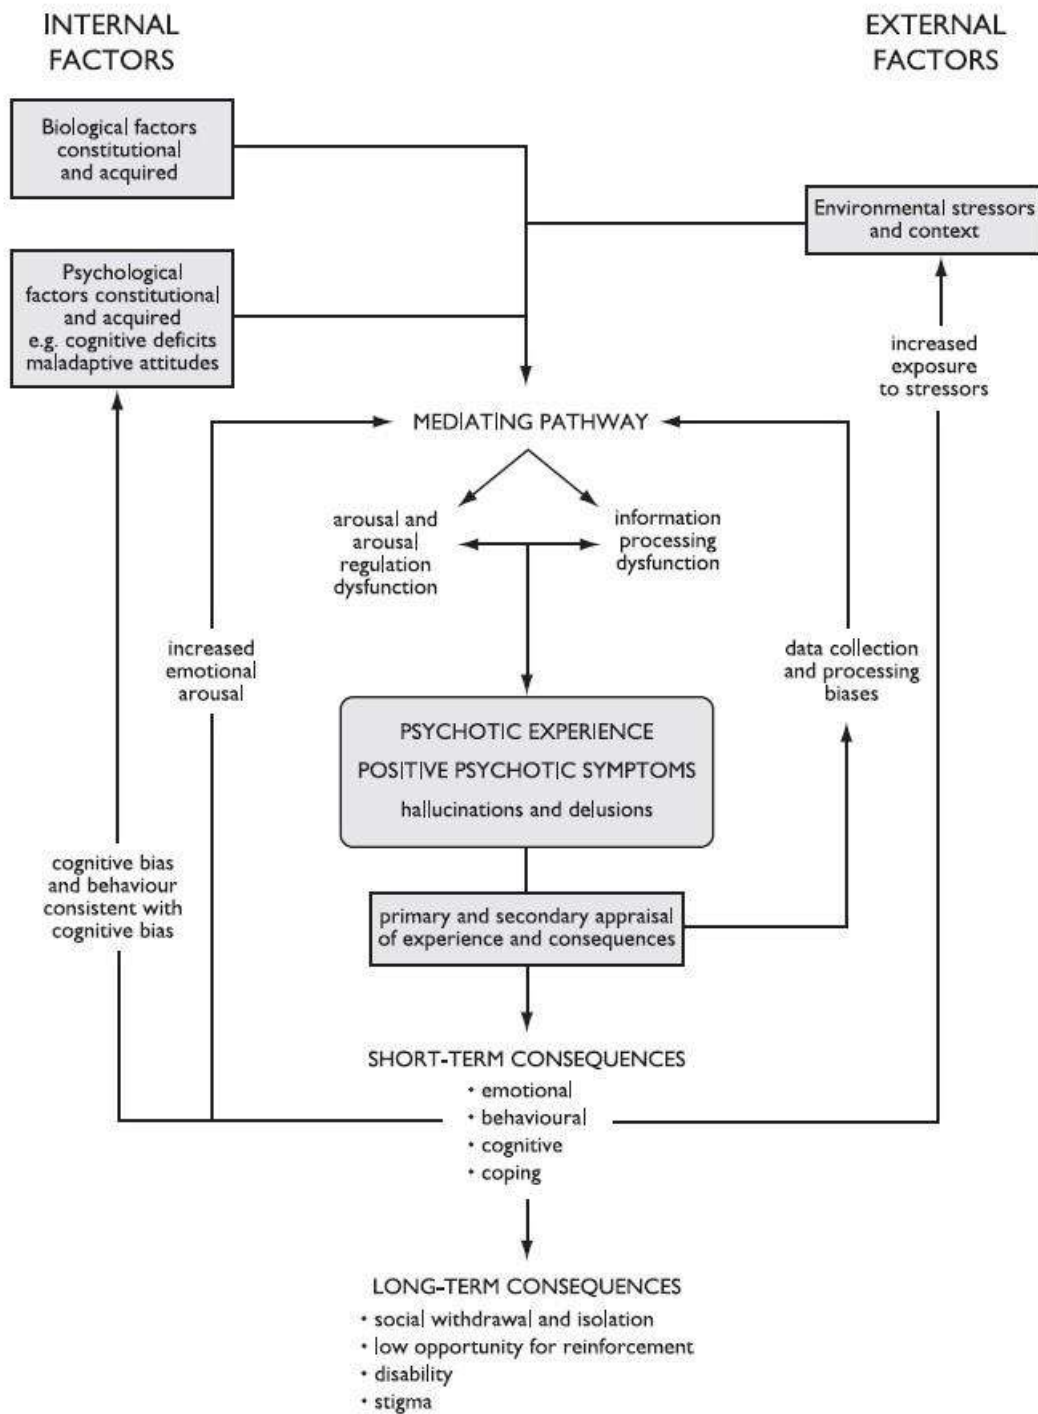 INTERNAL
FACTORS
EXTERNAL
FACTORS
Biological factors
constitutional
and acquired
Environmental stressors
and context
Psychological
factors constitutional
and acquired
e.g. cognitive deficits
maladaptive attitudes
increased
exposure
to stressors
MEDIATING PATHWAY
arousal and
arousal
regulation
dysfunction
information
processing
dysfunction
increased
emotional
arousal
data collection
and processing
biases
PSYCHOTIC EXPERIENCE
POSITIVE PSYCHOTIC SYMPTOMS
hallucinations and delusions
cognitive bias
and behaviour
consistent with
cognitive bias
primary and secondary appraisal
of experience and consequences
SHORT-TERM CONSEQUENCES
• emotional
• behavioural
• cognitive
• coping
LONG-TERM CONSEQUENCES
• social withdrawal and isolation
• low opportunity for reinforcement
• disability
• stigma